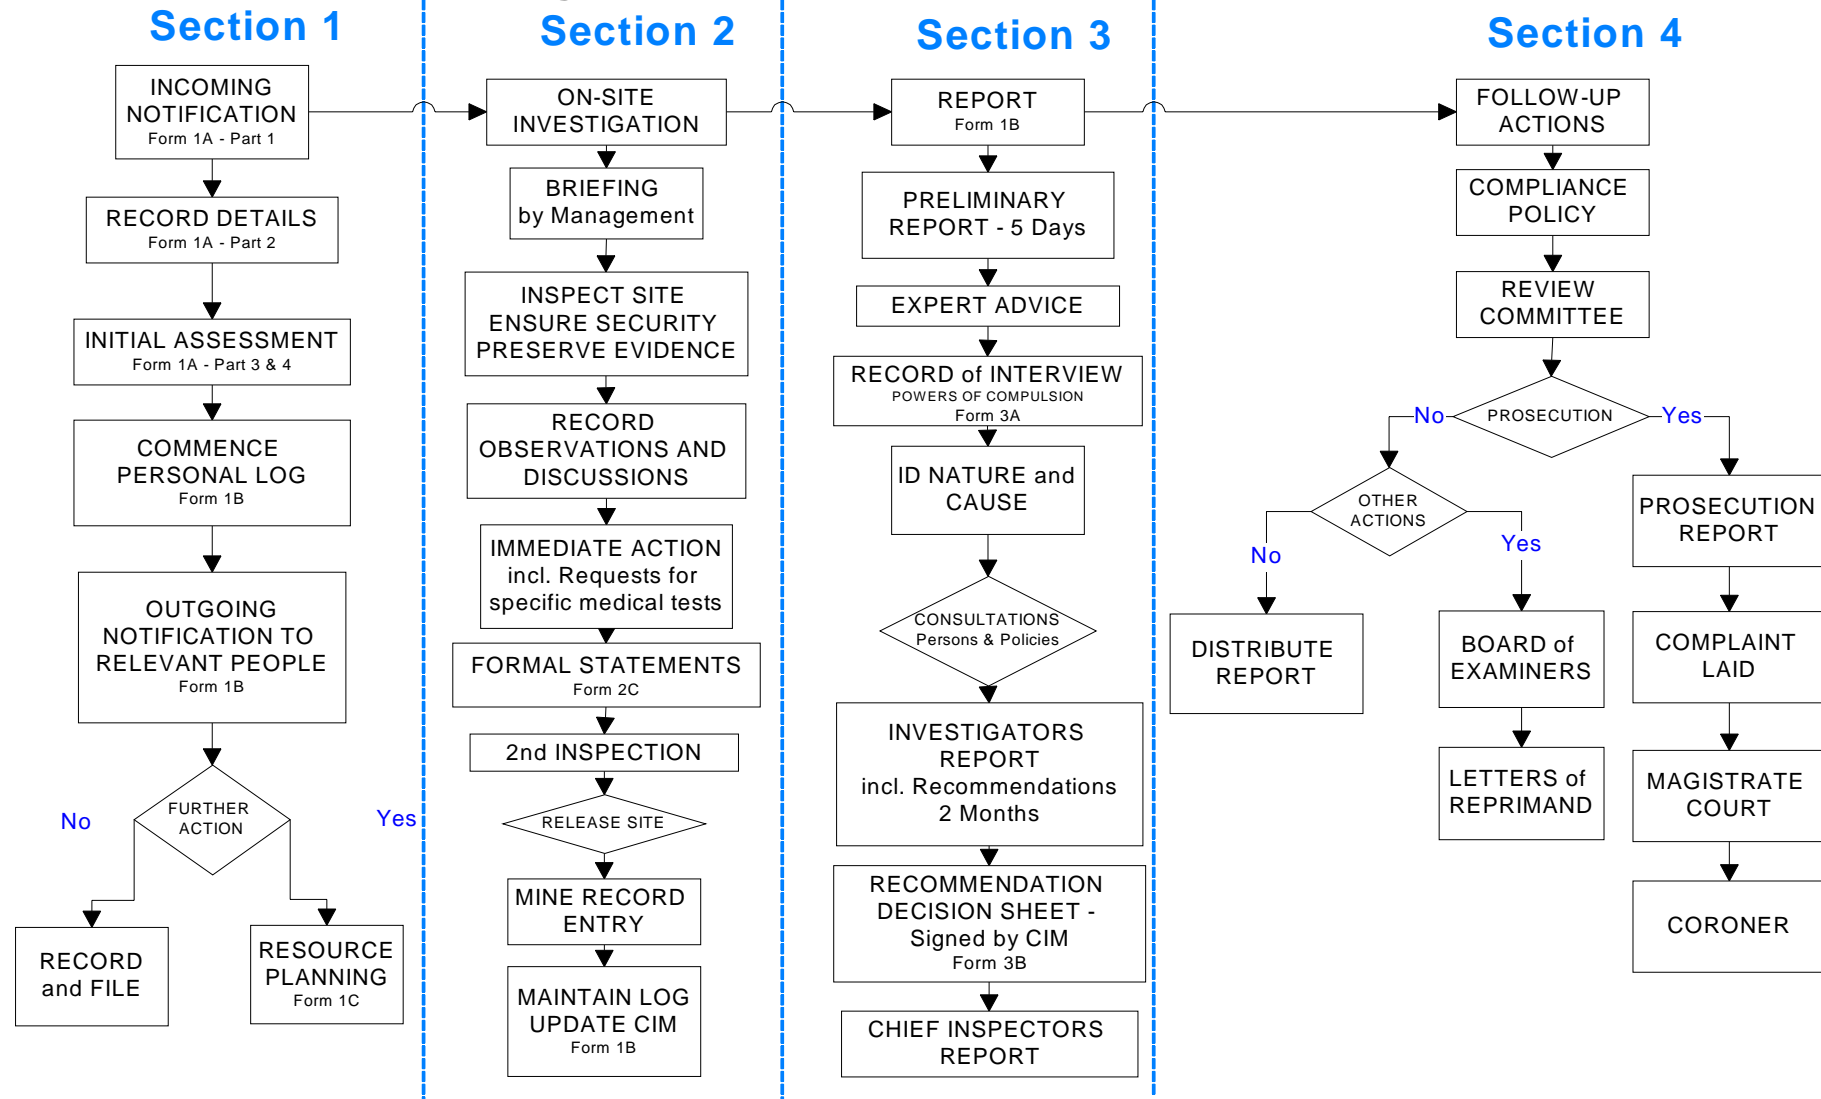 Section 1
INCOMING
NOTIFICATION
Form 1A - Part 1
RECORD DETAILS
Form 1A - Part 2
INITIAL ASSESSMENT
Form 1A - Part 3 & 4
COMMENCE
PERSONAL LOG
Form 1B
OUTGOING
NOTIFICATION TO
RELEVANT PEOPLE
Form 1B
FURTHER
ACTION
No
Yes
RECORD
and FILE
RESOURCE
PLANNING
Form 1C
Section 2
ON-SITE
INVESTIGATION
BRIEFING
by Management
INSPECT SITE
ENSURE SECURITY
PRESERVE EVIDENCE
RECORD
OBSERVATIONS AND
DISCUSSIONS
IMMEDIATE ACTION
incl. Requests for
specific medical tests
FORMAL STATEMENTS
Form 2C
2nd INSPECTION
RELEASE SITE
MINE RECORD
ENTRY
MAINTAIN LOG
UPDATE CIM
Form 1B
Section 3
REPORT
Form 1B
PRELIMINARY
REPORT - 5 Days
EXPERT ADVICE
RECORD of INTERVIEW
POWERS OF COMPULSION
Form 3A
ID NATURE and
CAUSE
CONSULTATIONS
Persons & Policies
INVESTIGATORS
REPORT
incl. Recommendations
2 Months
RECOMMENDATION
DECISION SHEET -
Signed by CIM
Form 3B
CHIEF INSPECTORS
REPORT
Section 4
FOLLOW-UP
ACTIONS
COMPLIANCE
POLICY
REVIEW
COMMITTEE
PROSECUTION
No
Yes
OTHER
ACTIONS
No
Yes
DISTRIBUTE
REPORT
BOARD of
EXAMINERS
LETTERS of
REPRIMAND
PROSECUTION
REPORT
COMPLAINT
LAID
MAGISTRATE
COURT
CORONER